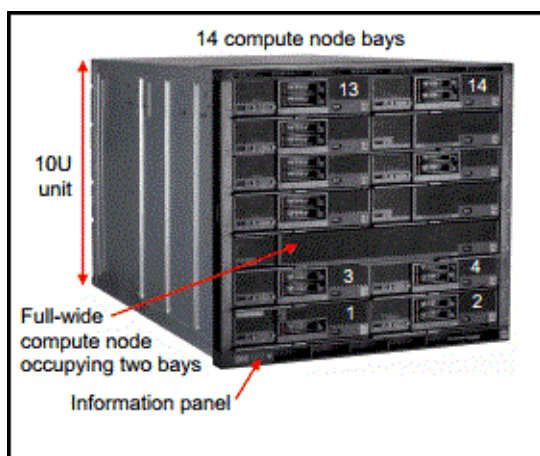 14 compute node bays
13
14
10U
unit
3
4
1
2
Full-wide
compute node
occupying two bays
Information panel